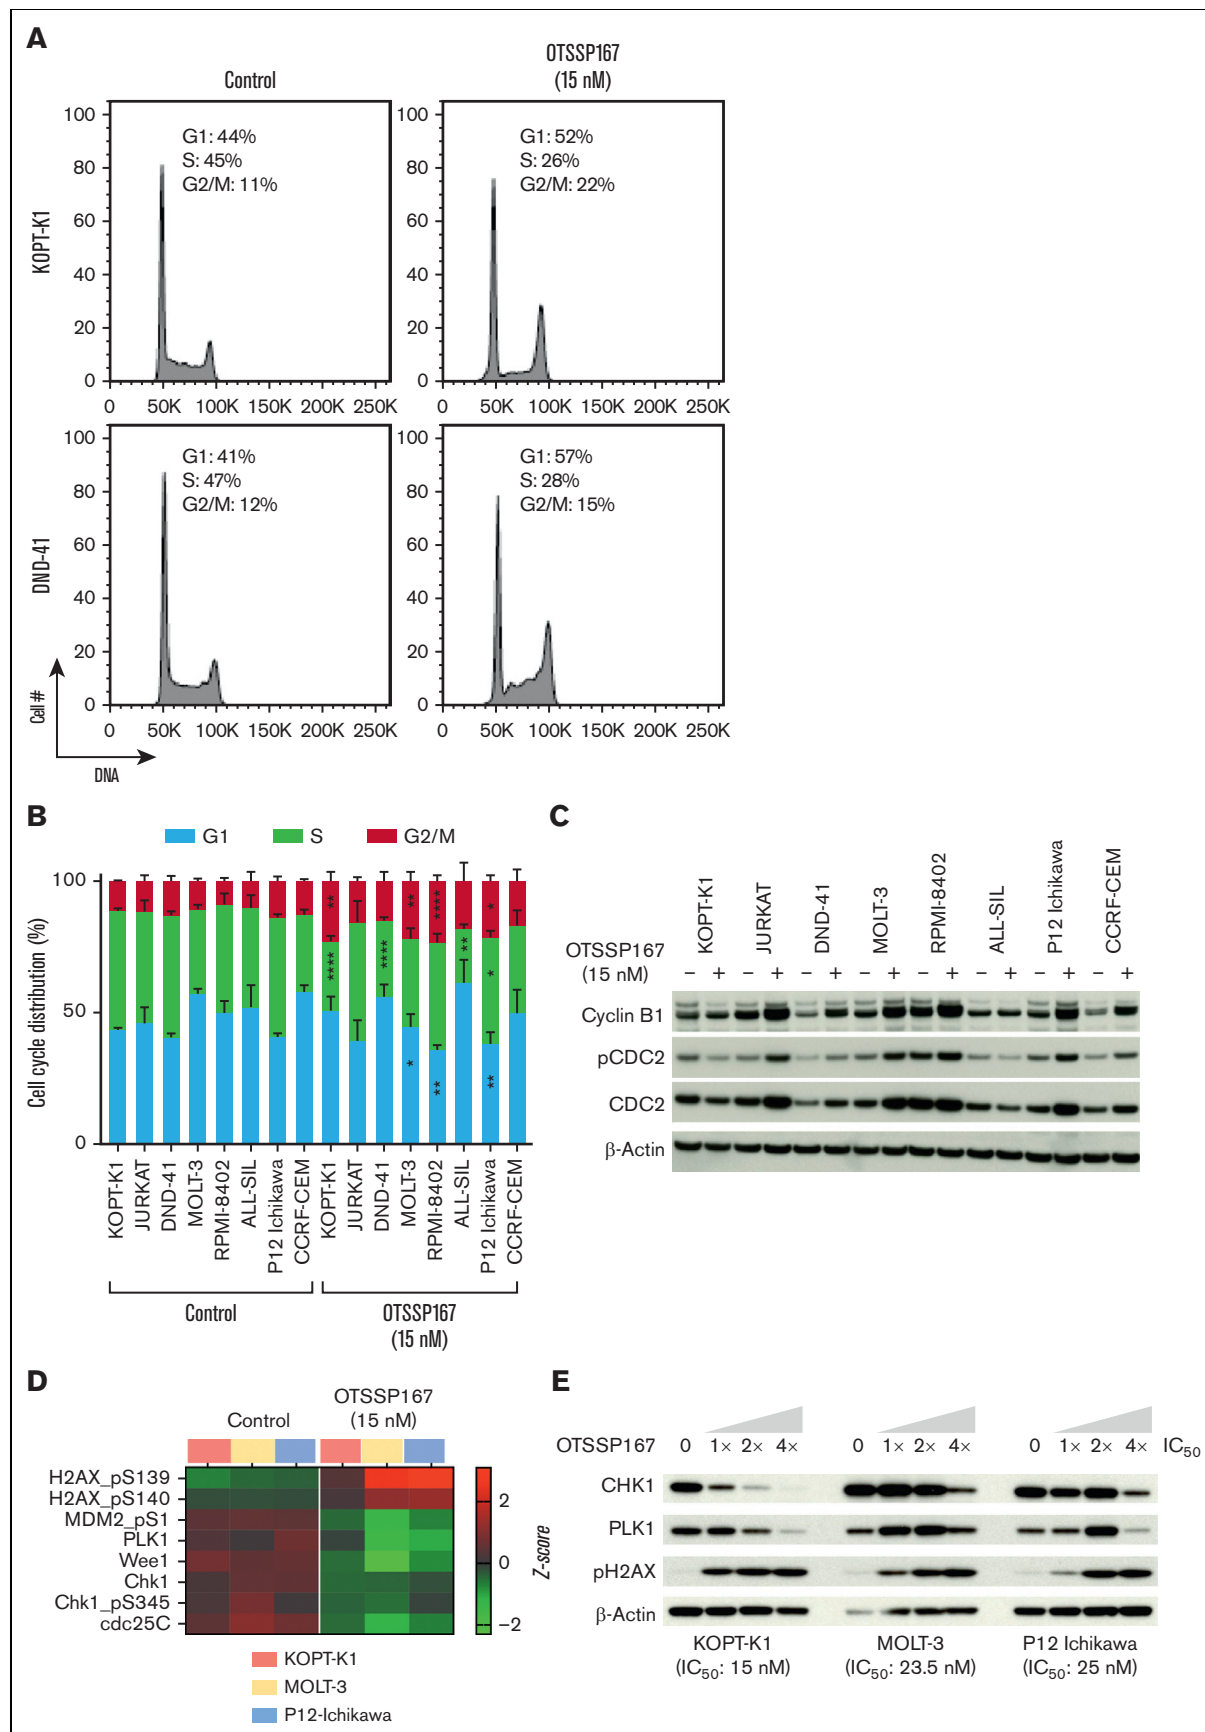 A
Control
OTSSP167
(15 nM)
KOPT-K1
100
80
60
40
20
0
G1: 44%
S: 45%
G2/M: 11%
0 50K 100K 150K 200K 250K
100
80
60
40
20
0
G1: 52%
S: 26%
G2/M: 22%
0 50K 100K 150K 200K 250K
DND-41
100
80
60
40
20
0
G1: 41%
S: 47%
G2/M: 12%
0 50K 100K 150K 200K 250K
100
80
60
40
20
0
G1: 57%
S: 28%
G2/M: 15%
0 50K 100K 150K 200K 250K
Cell #
DNA
B
G1 S G2/M
Cell cycle distribution (%)
100
50
0
** ** **** *
**** **** ** *
* ** **
KOPT-K1
JURKAT
DND-41
MOLT-3
RPMI-8402
ALL-SIL
P12 Ichikawa
CCRF-CEM
KOPT-K1
JURKAT
DND-41
MOLT-3
RPMI-8402
ALL-SIL
P12 Ichikawa
CCRF-CEM
Control
OTSSP167
(15 nM)
C
KOPT-K1
JURKAT
DND-41
MOLT-3
RPMI-8402
ALL-SIL
P12 Ichikawa
CCRF-CEM
OTSSP167
(15 nM)
− + − + − + − + − + − + − + − +
Cyclin B1
pCDC2
CDC2
β-Actin
D
Control
OTSSP167
(15 nM)
H2AX_pS139
H2AX_pS140
MDM2_pS1
PLK1
Wee1
Chk1
Chk1_pS345
cdc25C
2
0
−2
Z-score
KOPT-K1
MOLT-3
P12-Ichikawa
E
OTSSP167 0 1× 2× 4× 0 1× 2× 4× 0 1× 2× 4× IC50
CHK1
PLK1
pH2AX
β-Actin
KOPT-K1
(IC50: 15 nM)
MOLT-3
(IC50: 23.5 nM)
P12 Ichikawa
(IC50: 25 nM)